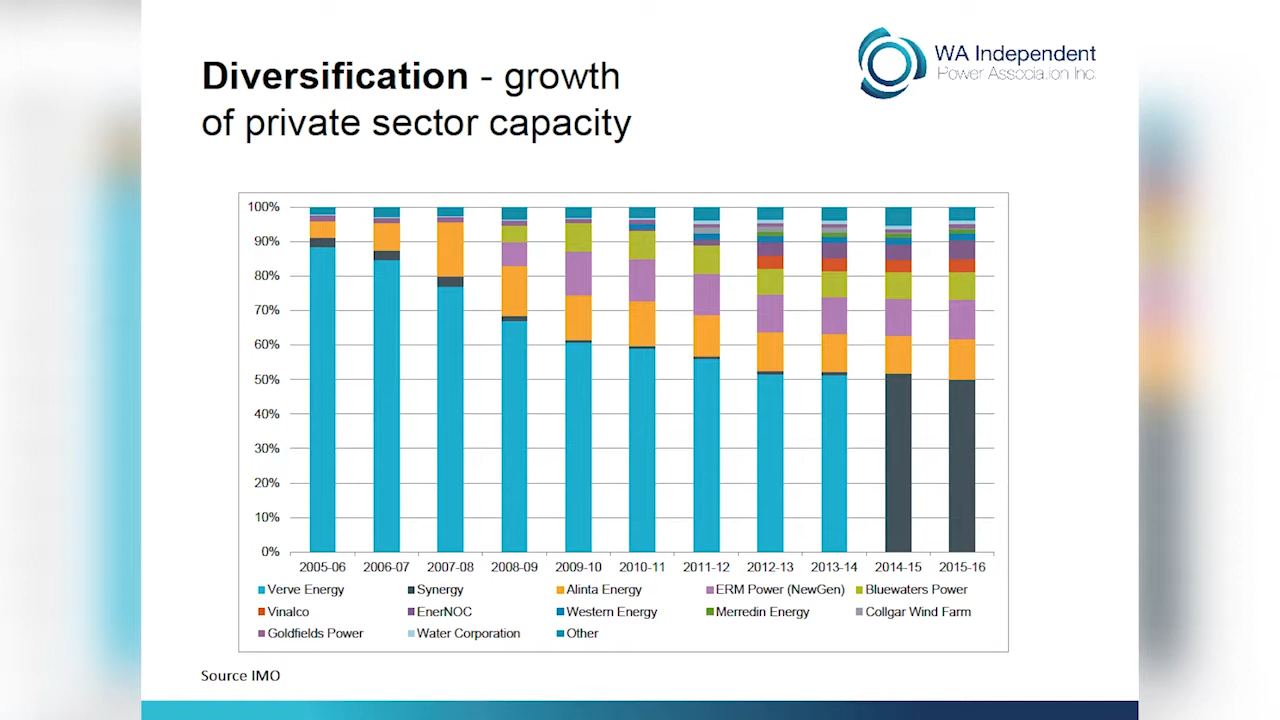 Diversification - growth
of private sector capacity
WA Independent
Power Association Inc.
100%
90%
80%
70%
60%
50%
40%
30%
20%
10%
0%
2005-06 2006-07 2007-08 2008-09 2009-10 2010-11 2011-12 2012-13 2013-14 2014-15 2015-16
Verve Energy Synergy Alinta Energy ERM Power (NewGen) Bluewaters Power
Vinalco EnerNOC Western Energy Merredin Energy Collgar Wind Farm
Goldfields Power Water Corporation Other
Source IMO